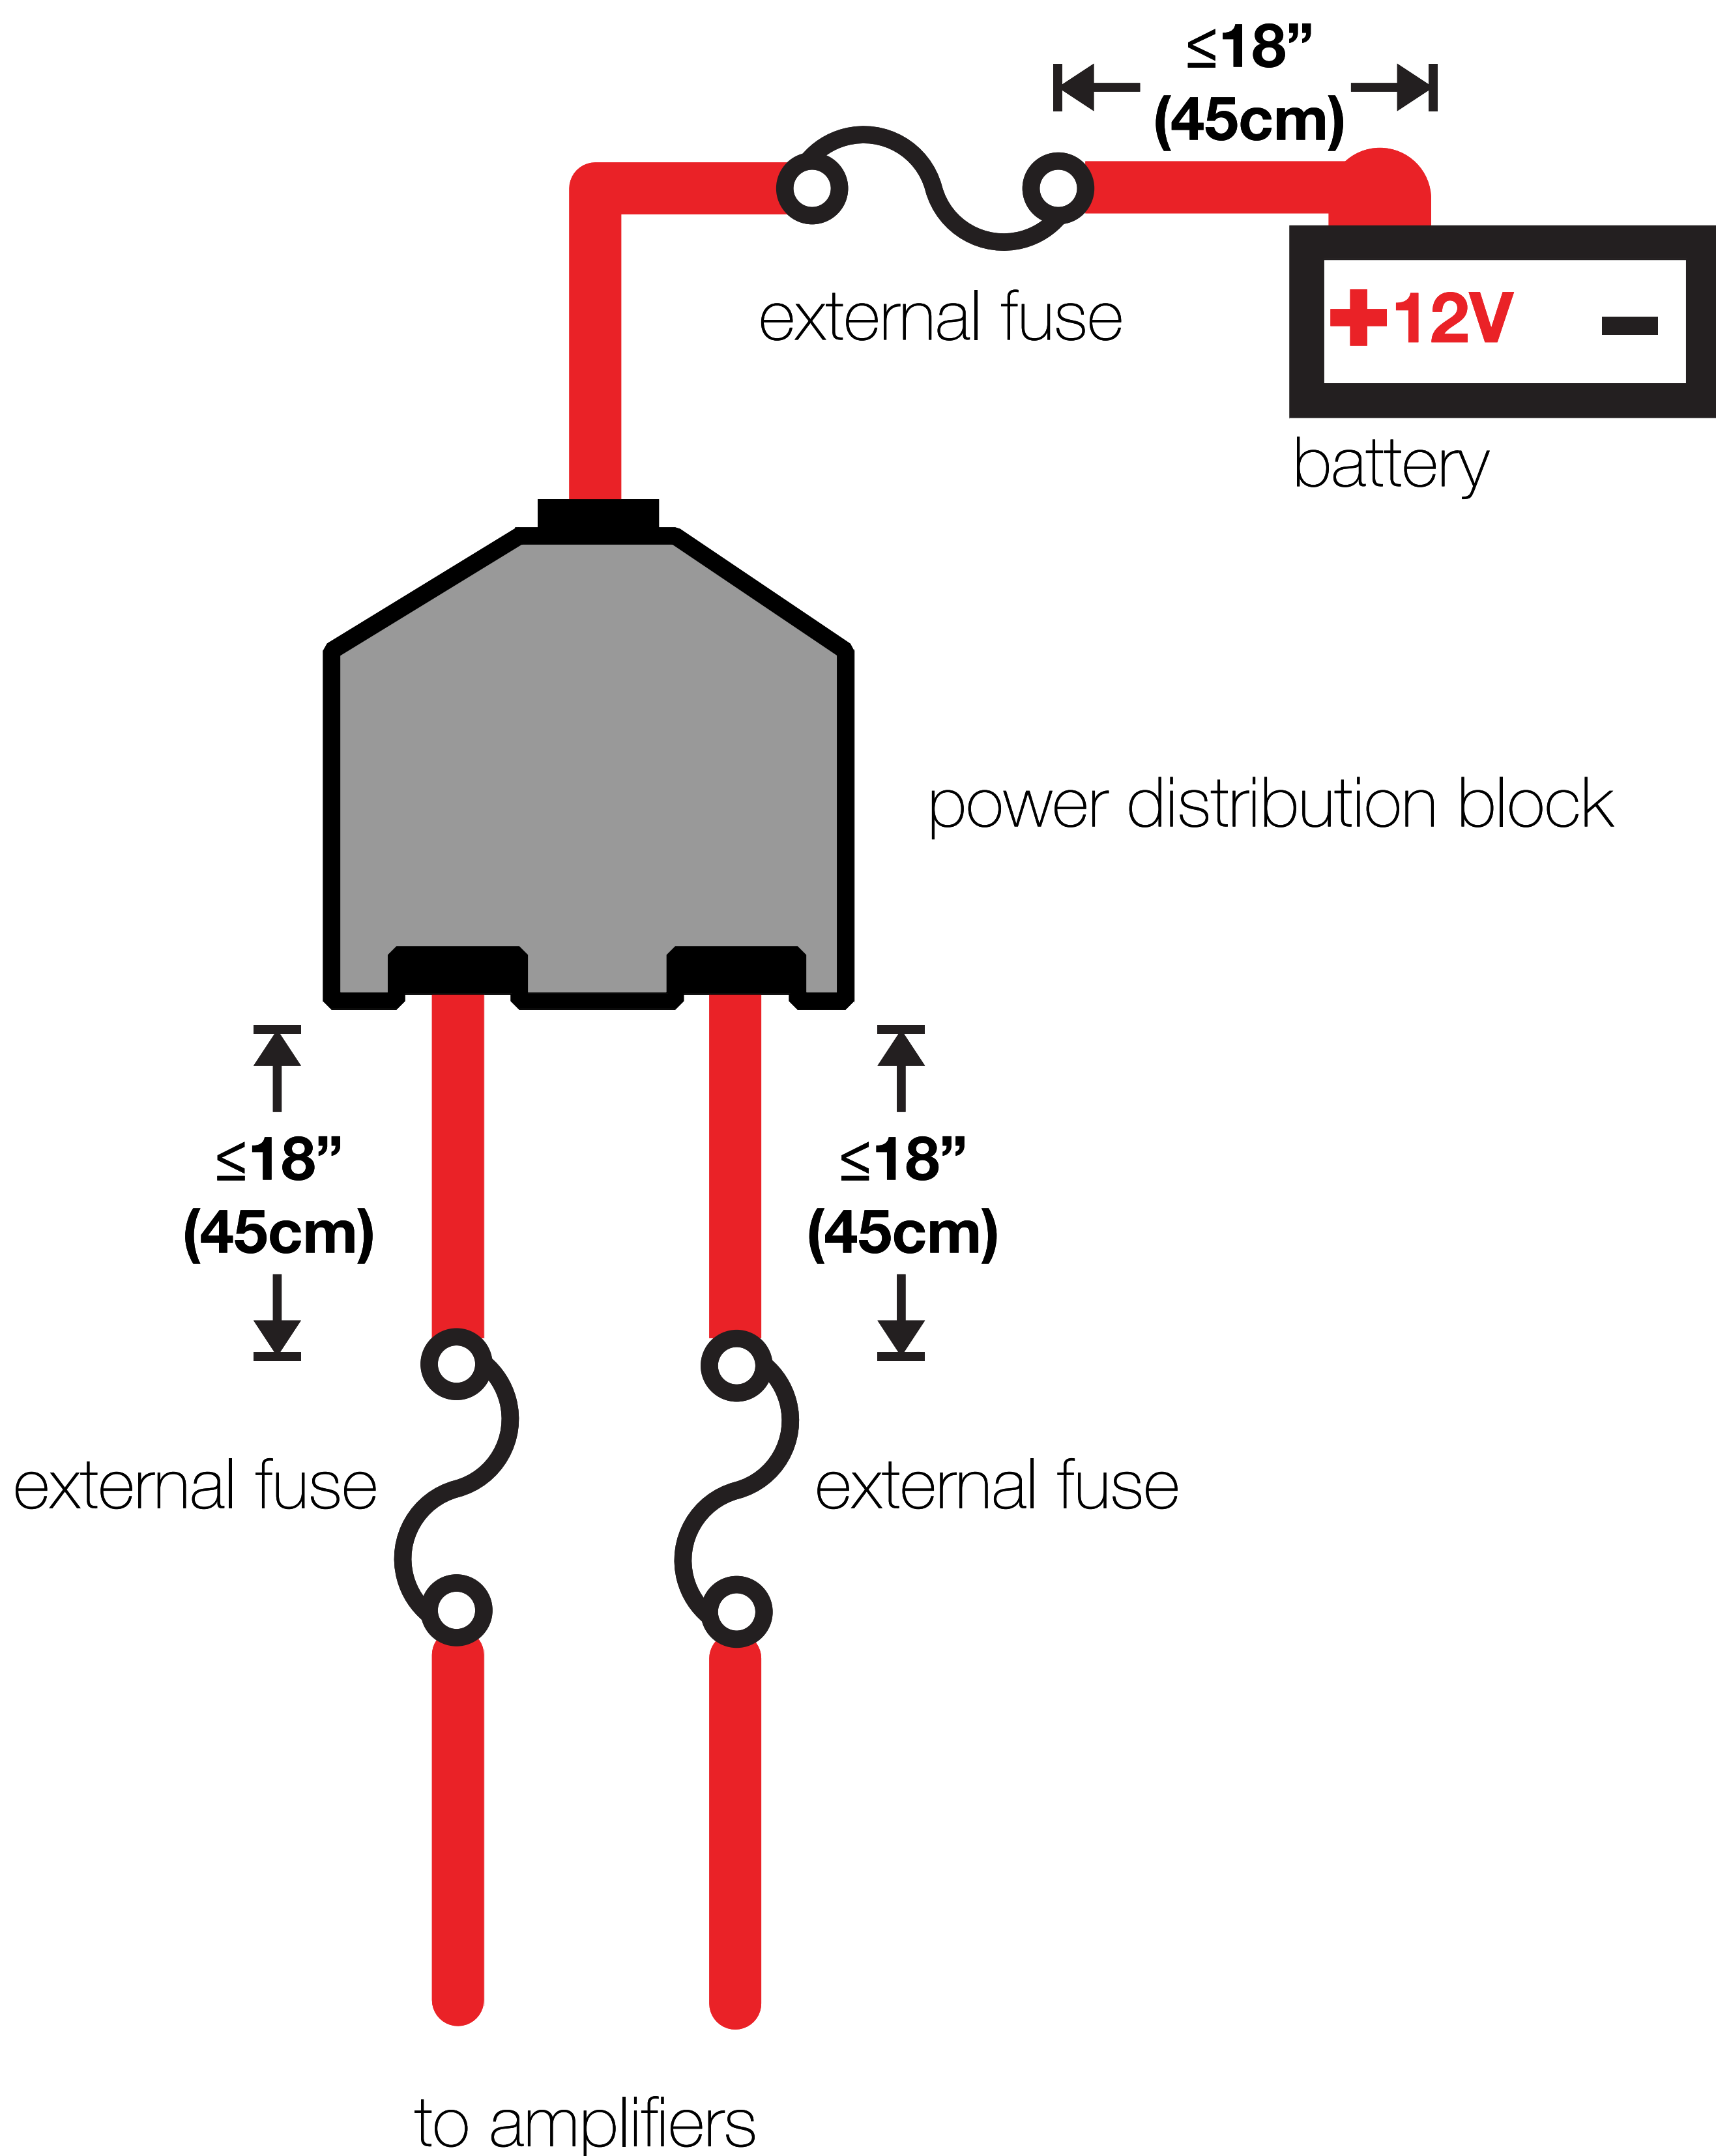 ≤18”
(45cm)
external fuse
+12V -
battery
power distribution block
≤18”
(45cm)
≤18”
(45cm)
external fuse
external fuse
to amplifiers